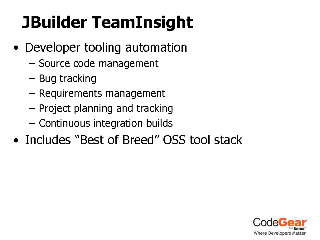 JBuilder TeamInsight
• Developer tooling automation
– Source code management
– Bug tracking
– Requirements management
– Project planning and tracking
– Continuous integration builds
• Includes “Best of Breed” OSS tool stack
CodeGear
Where Developers Matter